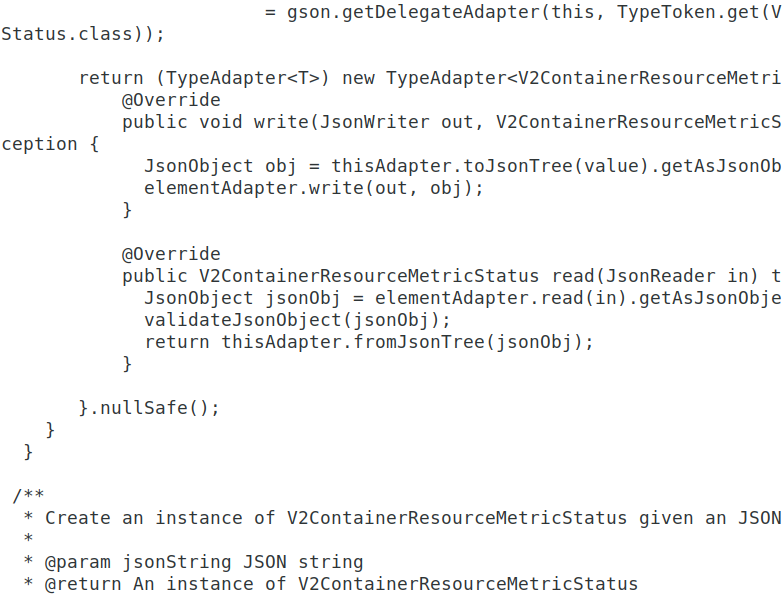 = gson.getDelegateAdapter(this, TypeToken.get(V
Status.class));
return (TypeAdapter<T>) new TypeAdapter<V2ContainerResourceMetri
@Override
public void write(JsonWriter out, V2ContainerResourceMetricS
ception {
JsonObject obj = thisAdapter.toJsonTree(value).getAsJsonOb
elementAdapter.write(out, obj);
}
@Override
public V2ContainerResourceMetricStatus read(JsonReader in) t
JsonObject jsonObj = elementAdapter.read(in).getAsJsonObje
validateJsonObject(jsonObj);
return thisAdapter.fromJsonTree(jsonObj);
}
}.nullSafe();
}
}
/**
* Create an instance of V2ContainerResourceMetricStatus given an JSON
*
* @param jsonString JSON string
* @return An instance of V2ContainerResourceMetricStatus